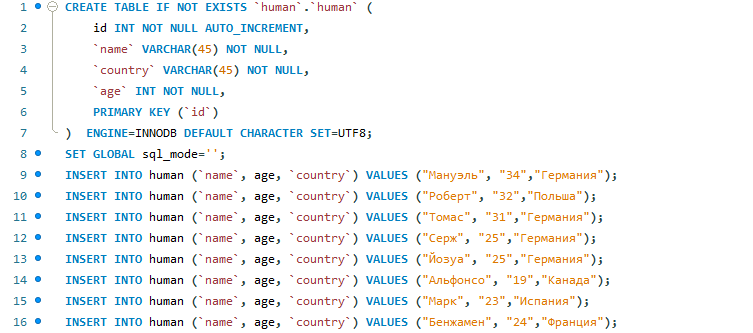 1 CREATE TABLE IF NOT EXISTS `human`.`human` (
2 id INT NOT NULL AUTO_INCREMENT,
3 `name` VARCHAR(45) NOT NULL,
4 `country` VARCHAR(45) NOT NULL,
5 `age` INT NOT NULL,
6 PRIMARY KEY (`id`)
7 ) ENGINE=INNODB DEFAULT CHARACTER SET=UTF8;
8 SET GLOBAL sql_mode='';
9 INSERT INTO human (`name`, age, `country`) VALUES ("Мануэль", "34","Германия");
10 INSERT INTO human (`name`, age, `country`) VALUES ("Роберт", "32","Польша");
11 INSERT INTO human (`name`, age, `country`) VALUES ("Томас", "31","Германия");
12 INSERT INTO human (`name`, age, `country`) VALUES ("Серж", "25","Германия");
13 INSERT INTO human (`name`, age, `country`) VALUES ("Йозуа", "25","Германия");
14 INSERT INTO human (`name`, age, `country`) VALUES ("Альфонсо", "19","Канада");
15 INSERT INTO human (`name`, age, `country`) VALUES ("Марк", "23","Испания");
16 INSERT INTO human (`name`, age, `country`) VALUES ("Бенжамен", "24","Франция");